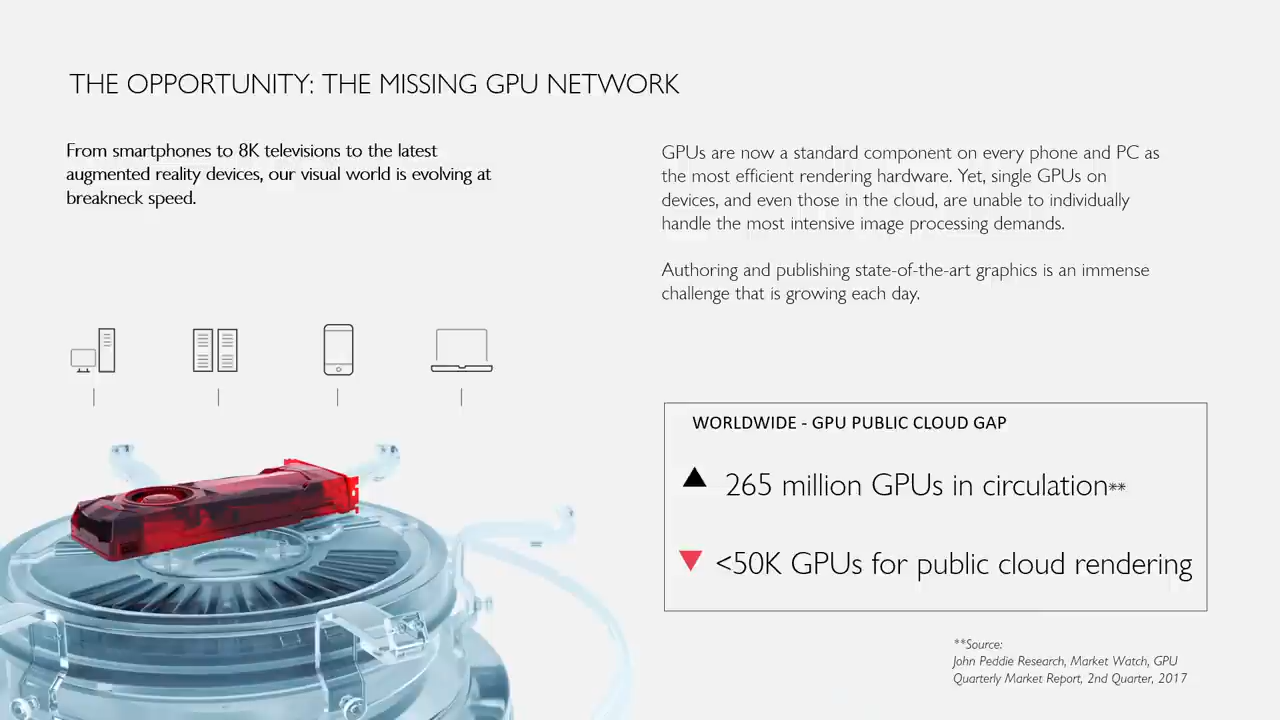 THE OPPORTUNITY: THE MISSING GPU NETWORK
From smartphones to 8K televisions to the latest
augmented reality devices, our visual world is evolving at
breakneck speed.
GPUs are now a standard component on every phone and PC as
the most efficient rendering hardware. Yet, single GPUs on
devices, and even those in the cloud, are unable to individually
handle the most intensive image processing demands.
Authoring and publishing state-of-the-art graphics is an immense
challenge that is growing each day.
WORLDWIDE - GPU PUBLIC CLOUD GAP
265 million GPUs in circulation**
<50K GPUs for public cloud rendering
**Source:
John Peddie Research, Market Watch, GPU
Quarterly Market Report, 2nd Quarter, 2017